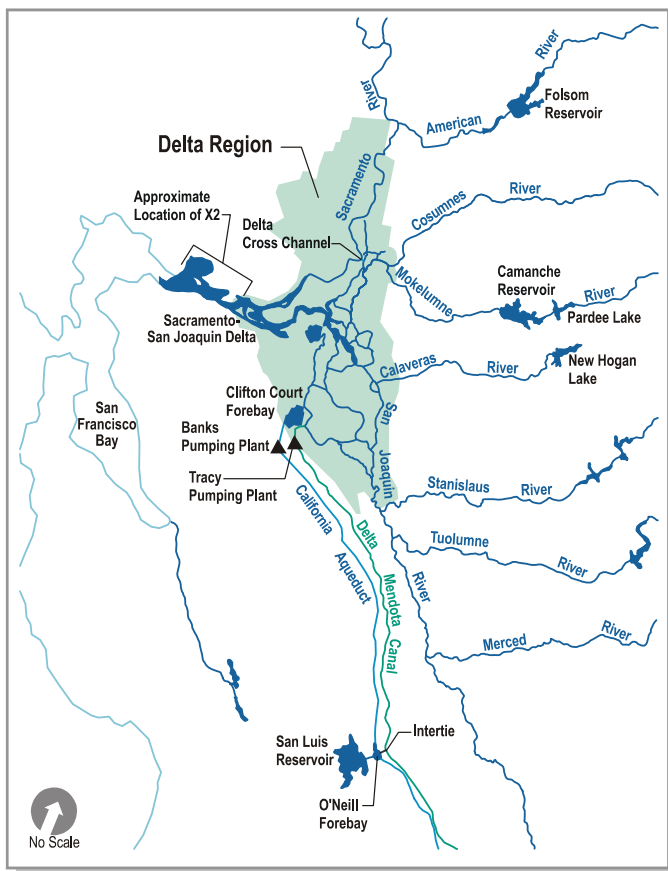 River
Folsom
Reservoir
American
River
Delta Region
Sacramento
Approximate
Location of X2
Delta
Cross Channel
Cosumnes
River
Mokelumne
Camanche
Reservoir
River
Pardee Lake
Sacramento-
San Joaquin Delta
Calaveras
River
New Hogan
Lake
Clifton Court
Forebay
San
Joaquin
River
San
Francisco
Bay
Banks
Pumping Plant
Tracy
Pumping Plant
Stanislaus
River
California
Aqueduct
Delta
Mendota
Canal
Tuolumne
River
Merced
River
San Luis
Reservoir
Intertie
O'Neill
Forebay
No Scale